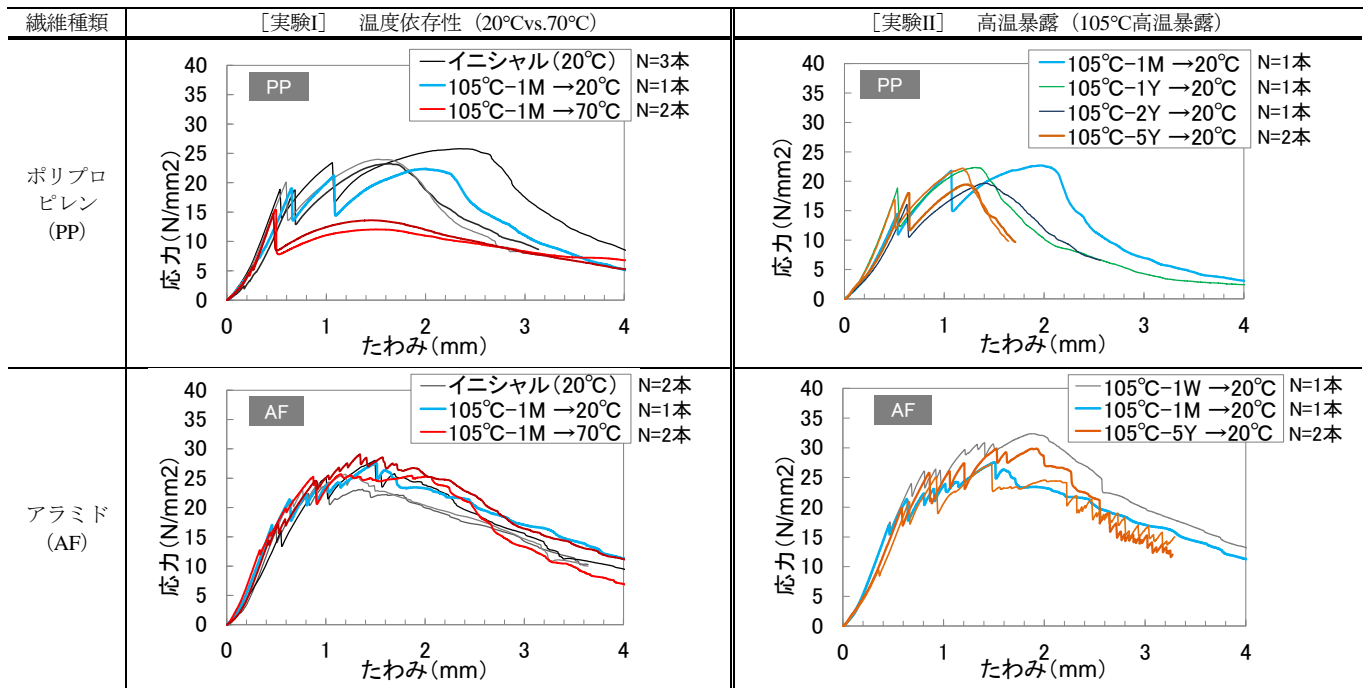 繊維種類
[実験I] 温度依存性（20℃vs.70℃）
[実験II] 高温暴露（105℃高温暴露）
ポリプロ
ピレン
（PP）
PP
イニシャル（20℃） N=3本
105℃-1M →20℃ N=1本
105℃-1M →70℃ N=2本
応力（N/mm2）
40
35
30
25
20
15
10
5
0
0 1 2 3 4
たわみ（mm）
PP
105℃-1M →20℃ N=1本
105℃-1Y →20℃ N=1本
105℃-2Y →20℃ N=1本
105℃-5Y →20℃ N=2本
応力（N/mm2）
40
35
30
25
20
15
10
5
0
0 1 2 3 4
たわみ（mm）
アラミド
（AF）
AF
イニシャル（20℃） N=2本
105℃-1M →20℃ N=1本
105℃-1M →70℃ N=2本
応力（N/mm2）
40
35
30
25
20
15
10
5
0
0 1 2 3 4
たわみ（mm）
AF
105℃-1W →20℃ N=1本
105℃-1M →20℃ N=1本
105℃-5Y →20℃ N=2本
応力（N/mm2）
40
35
30
25
20
15
10
5
0
0 1 2 3 4
たわみ（mm）